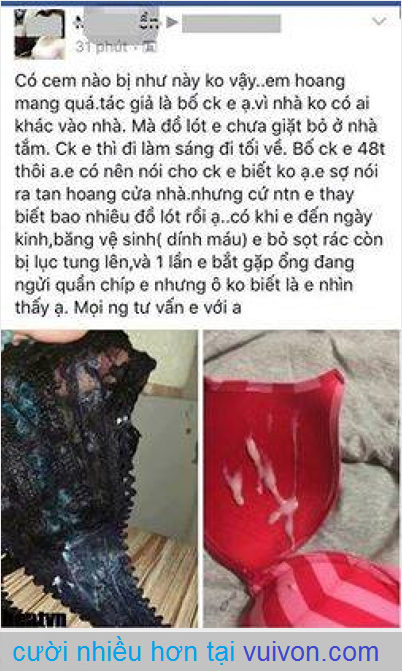 31 phút ·
Có cem nào bị như này ko vậy..em hoang
mang quá.tác giả là bố ck e ạ.vì nhà ko có ai
khác vào nhà. Mà đồ lót e chưa giặt bỏ ở nhà
tắm. Ck e thì đi làm sáng đi tối về. Bố ck e 48t
thôi ạ.e có nên nói cho ck e biết ko ạ.e sợ nói
ra tan hoang cửa nhà.nhưng cứ ntn e thay
biết bao nhiêu đồ lót rồi ạ..có khi e đến ngày
kinh,băng vệ sinh( dính máu) e bỏ sọt rác còn
bị lục tung lên,và 1 lần e bắt gặp ổng đang
ngửi quần chíp e nhưng ô ko biết là e nhìn
thấy ạ. Mọi ng tư vấn e với a
cười nhiều hơn tại vuivon.com